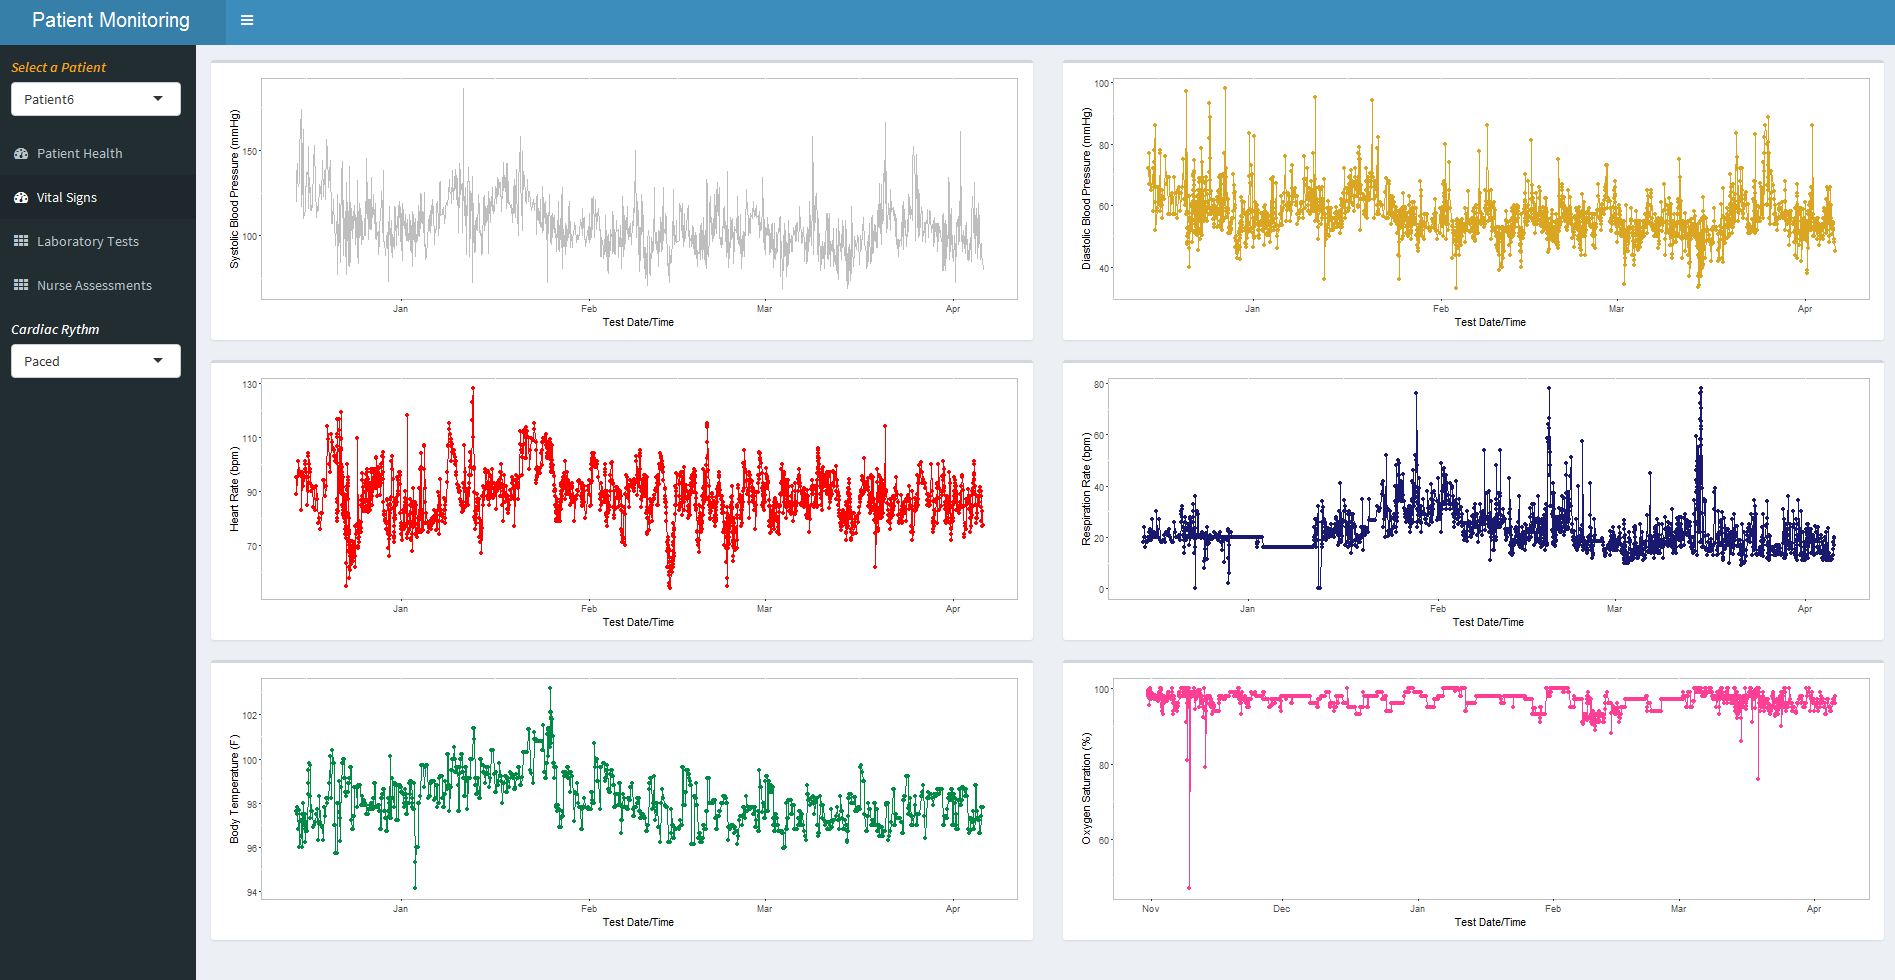 Patient Monitoring
Select a Patient
Patient6
Patient Health
Vital Signs
Laboratory Tests
Nurse Assessments
Cardiac Rythm
Paced
Systolic Blood Pressure (mmHg)
150
100
Jan Feb Mar Apr
Test Date/Time
Diastolic Blood Pressure (mmHg)
100
80
60
40
Jan Feb Mar Apr
Test Date/Time
Heart Rate (bpm)
130
110
90
70
Jan Feb Mar Apr
Test Date/Time
Respiration Rate (bpm)
80
60
40
20
0
Jan Feb Mar Apr
Test Date/Time
Body Temperature (F)
102
100
98
96
94
Jan Feb Mar Apr
Test Date/Time
Oxygen Saturation (%)
100
80
60
Nov Dec Jan Feb Mar Apr
Test Date/Time